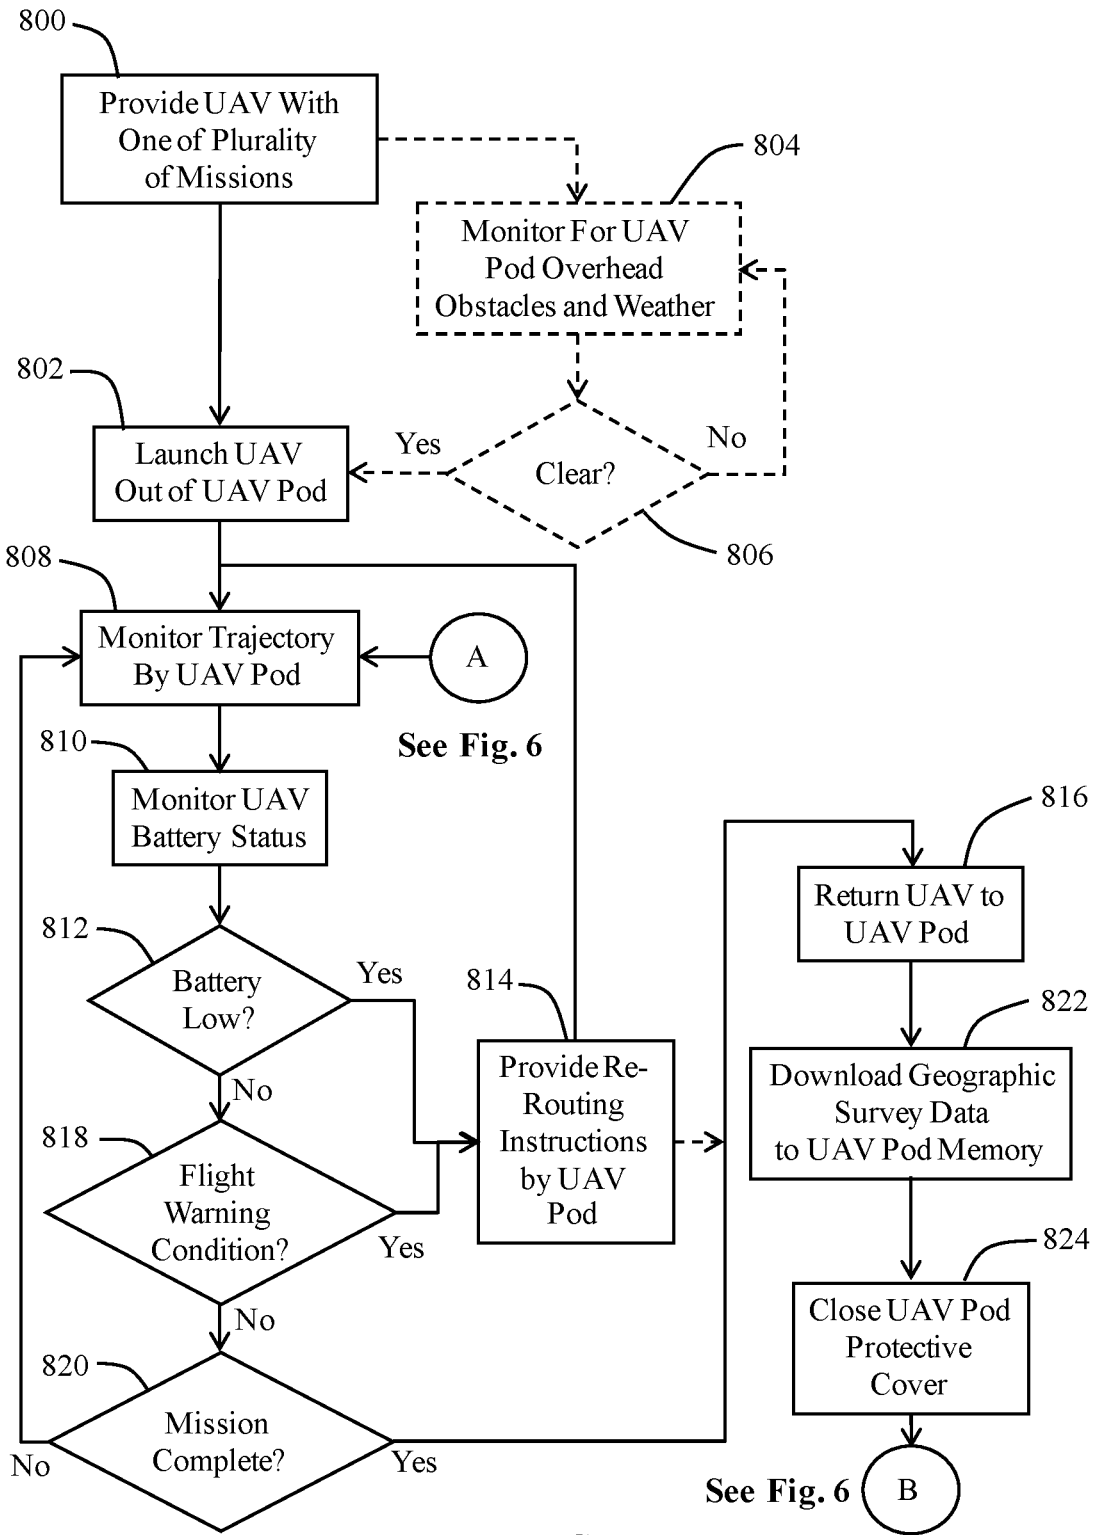 800
Provide UAV With
One of Plurality
of Missions
804
Monitor For UAV
Pod Overhead
Obstacles and Weather
802
Launch UAV
Out of UAV Pod
Yes
Clear?
No
806
808
Monitor Trajectory
By UAV Pod
A
See Fig. 6
810
Monitor UAV
Battery Status
812
Battery
Low?
Yes
No
814
Provide Re-
Routing
Instructions
by UAV
Pod
818
Flight
Warning
Condition?
Yes
No
820
Mission
Complete?
No
Yes
816
Return UAV to
UAV Pod
822
Download Geographic
Survey Data
to UAV Pod Memory
824
Close UAV Pod
Protective
Cover
See Fig. 6
B